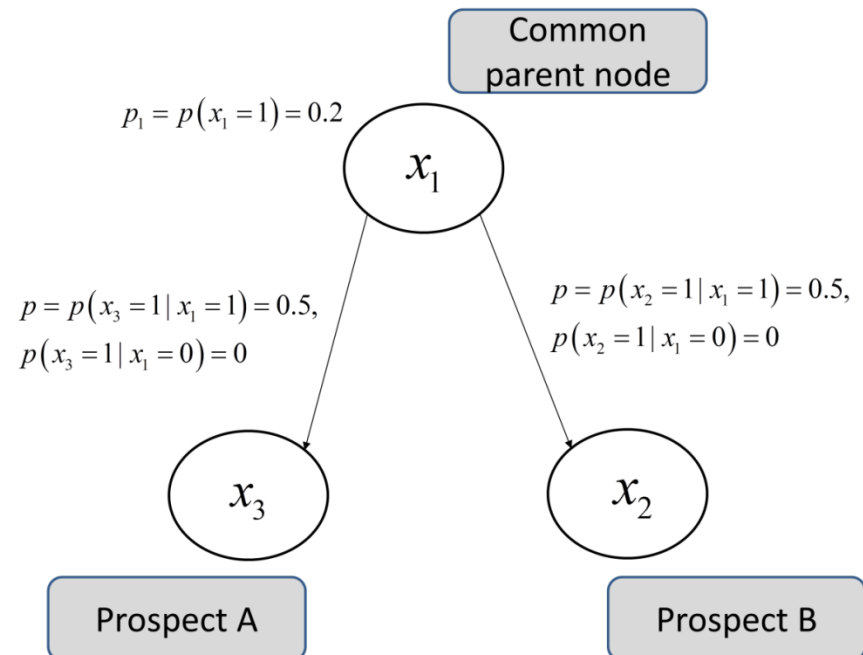 Common
parent node
p₁ = p(x₁ = 1) = 0.2
x₁
p = p(x₃ = 1 | x₁ = 1) = 0.5,
p(x₃ = 1 | x₁ = 0) = 0
p = p(x₂ = 1 | x₁ = 1) = 0.5,
p(x₂ = 1 | x₁ = 0) = 0
x₃
x₂
Prospect A
Prospect B